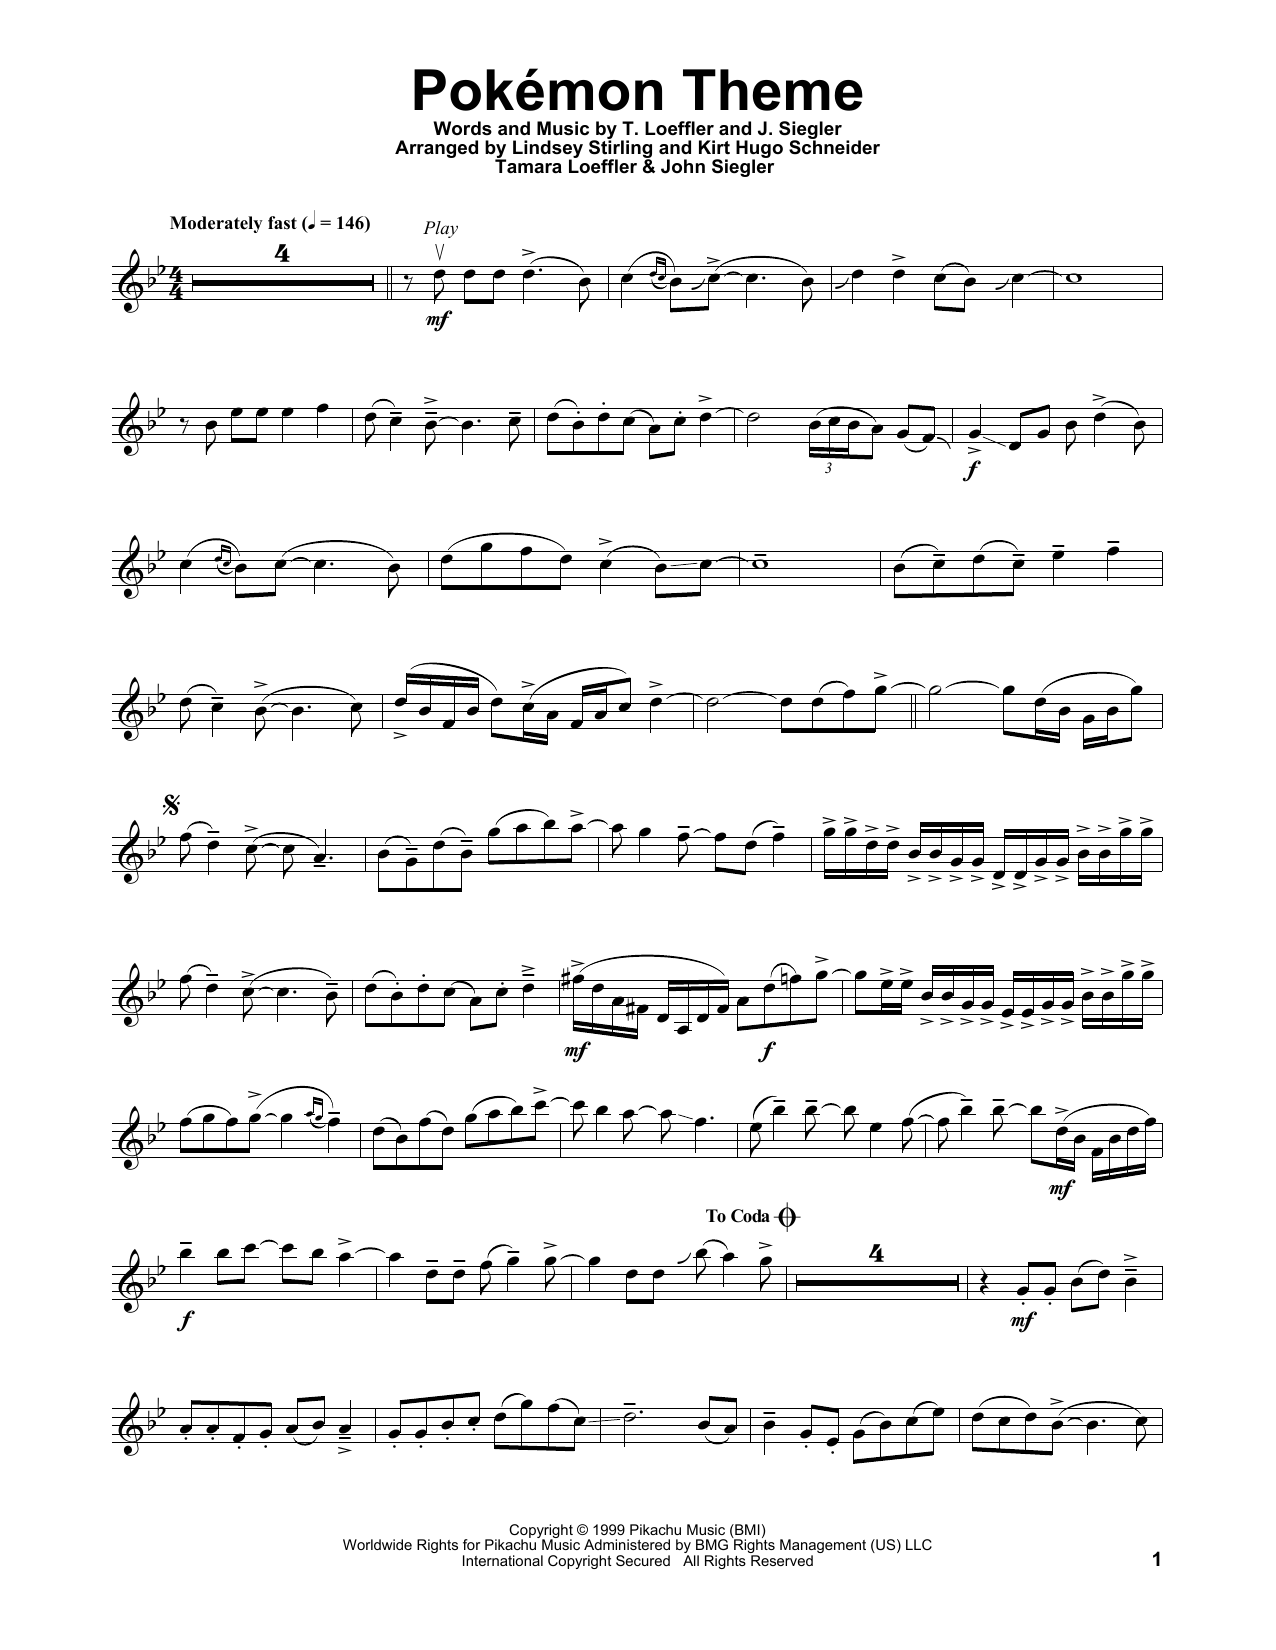 Pokémon Theme
Words and Music by T. Loeffler and J. Siegler
Arranged by Lindsey Stirling and Kirt Hugo Schneider
Tamara Loeffler & John Siegler
Moderately fast (♩ = 146)
Play
4
4
4
mf
3
f
mf
f
mf
To Coda
4
f
mf
Copyright © 1999 Pikachu Music (BMI)
Worldwide Rights for Pikachu Music Administered by BMG Rights Management (US) LLC
International Copyright Secured All Rights Reserved
1